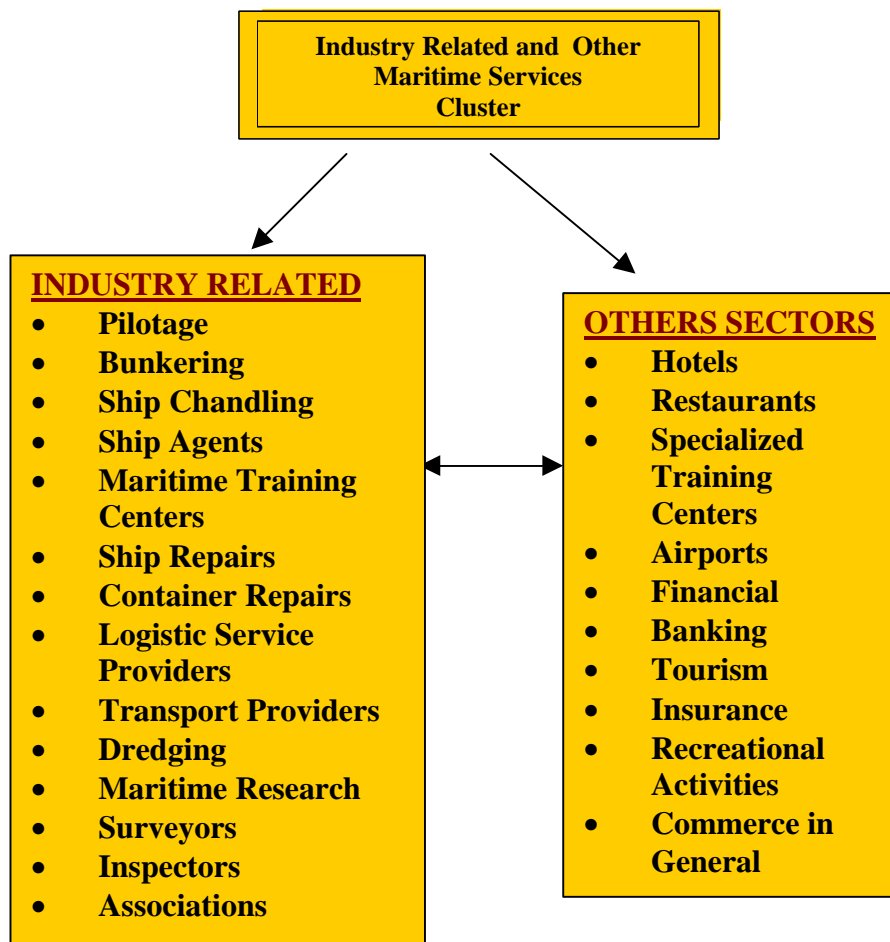 Industry Related and Other
Maritime Services
Cluster
INDUSTRY RELATED
• Pilotage
• Bunkering
• Ship Chandling
• Ship Agents
• Maritime Training
Centers
• Ship Repairs
• Container Repairs
• Logistic Service
Providers
• Transport Providers
• Dredging
• Maritime Research
• Surveyors
• Inspectors
• Associations
OTHERS SECTORS
• Hotels
• Restaurants
• Specialized
Training
Centers
• Airports
• Financial
• Banking
• Tourism
• Insurance
• Recreational
Activities
• Commerce in
General